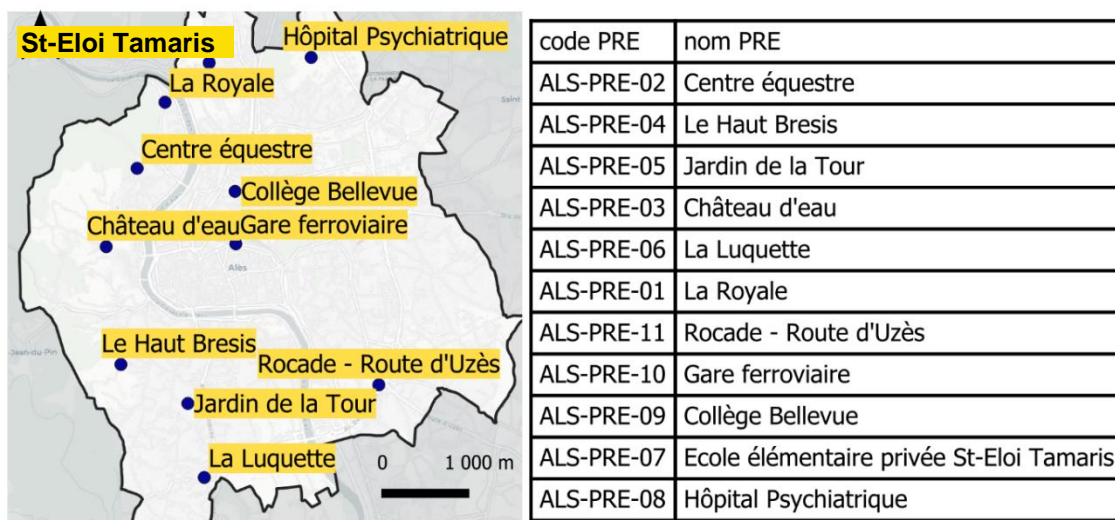 St-Eloi Tamaris
Hôpital Psychiatrique
La Royale
Centre équestre
Collège Bellevue
Château d'eau
Gare ferroviaire
Alès
Le Haut Bresis
Rocade - Route d'Uzès
Jardin de la Tour
La Luquette
0 1 000 m
code PRE nom PRE
ALS-PRE-02 Centre équestre
ALS-PRE-04 Le Haut Bresis
ALS-PRE-05 Jardin de la Tour
ALS-PRE-03 Château d'eau
ALS-PRE-06 La Luquette
ALS-PRE-01 La Royale
ALS-PRE-11 Rocade - Route d'Uzès
ALS-PRE-10 Gare ferroviaire
ALS-PRE-09 Collège Bellevue
ALS-PRE-07 Ecole élémentaire privée St-Eloi Tamaris
ALS-PRE-08 Hôpital Psychiatrique